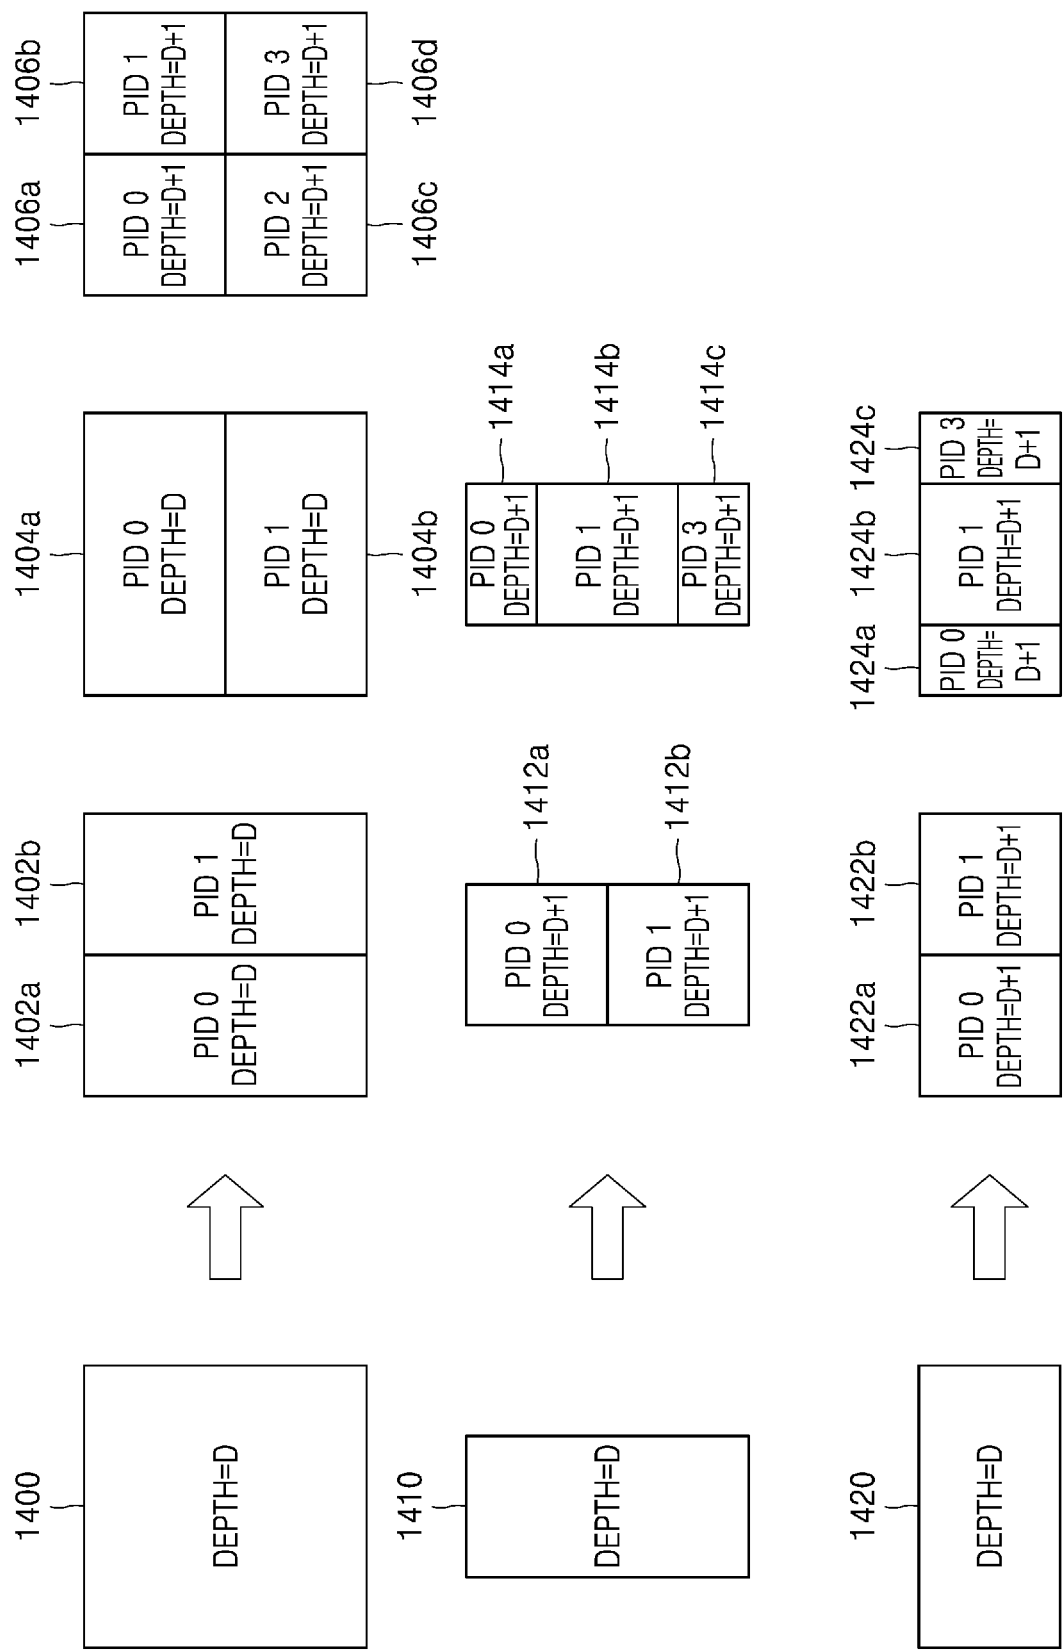 1400
DEPTH=D
1402a
1402b
PID 0
DEPTH=D
PID 1
DEPTH=D
1404a
PID 0
DEPTH=D
PID 1
DEPTH=D
1404b
1406a
1406b
PID 0
DEPTH=D+1
PID 1
DEPTH=D+1
PID 2
DEPTH=D+1
PID 3
DEPTH=D+1
1406c
1406d
1410
DEPTH=D
PID 0
DEPTH=D+1
1412a
PID 1
DEPTH=D+1
1412b
PID 0
DEPTH=D+1
1414a
PID 1
DEPTH=D+1
1414b
PID 3
DEPTH=D+1
1414c
1420
DEPTH=D
1422a
1422b
PID 0
DEPTH=D+1
PID 1
DEPTH=D+1
1424a
1424b
1424c
PID 0
DEPTH=
D+1
PID 1
DEPTH=D+1
PID 3
DEPTH=
D+1